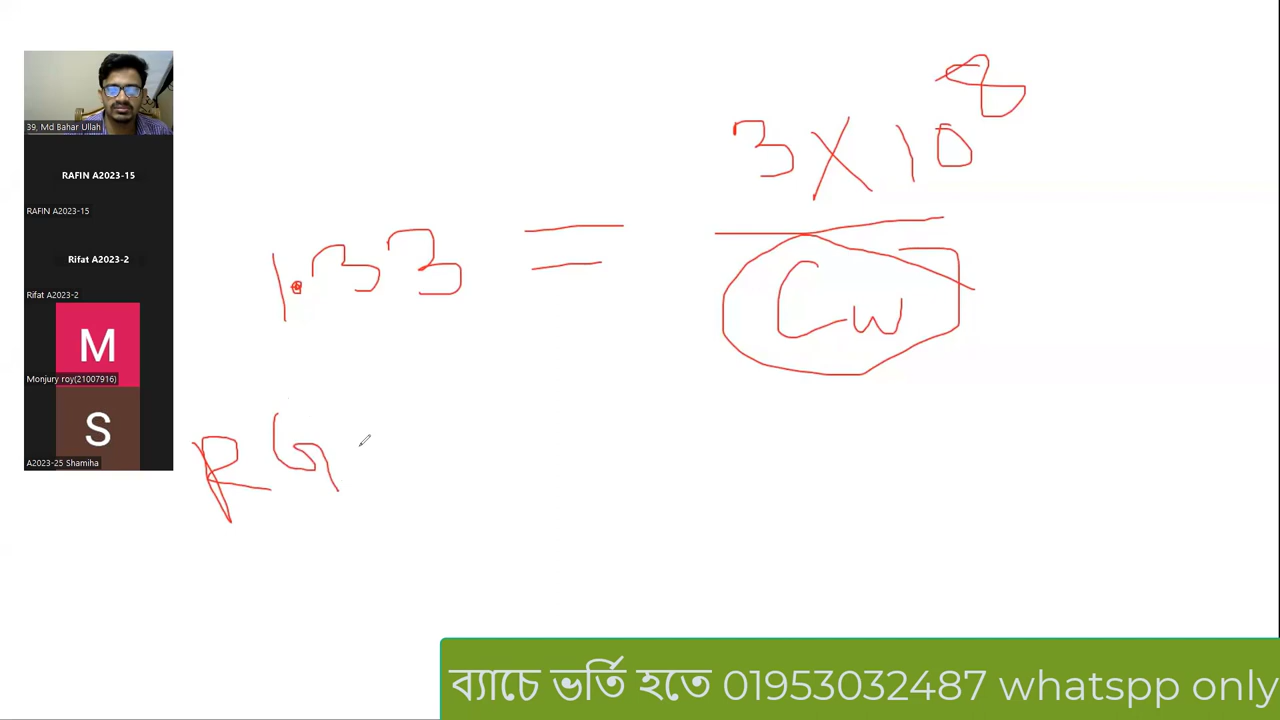 39, Md Bahar Ullah
RAFIN A2023-15
RAFIN A2023-15
Rifat A2023-2
Rifat A2023-2
M
Monjury roy(21007916)
S
A2023-25 Shamiha
3 X 10^8
1.33 =
Cw
R
ব্যাচে ভর্তি হতে 01953032487 whatspp only